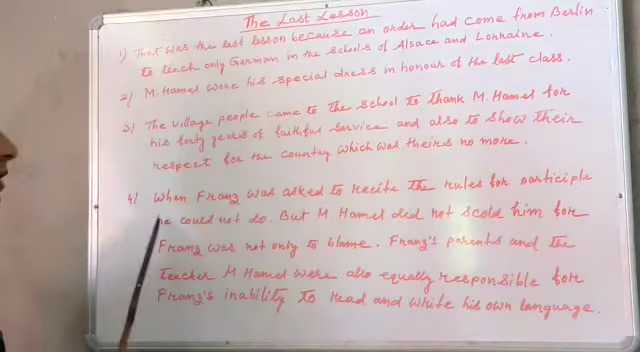 The Last Lesson
1) That was the last lesson because an order had come from Berlin
to teach only German in the schools of Alsace and Lorraine.
2) M. Hamel wore his special dress in honour of the last class.
3) The village people came to the school to thank M. Hamel for
his forty years of faithful service and also to show their
respect for the country which was theirs no more.
4) When Franz was asked to recite the rules for participle
he could not do. But M Hamel did not scold him for
Franz was not only to blame. Franz's parents and the
teacher M Hamel were also equally responsible for
Franz's inability to read and write his own language.